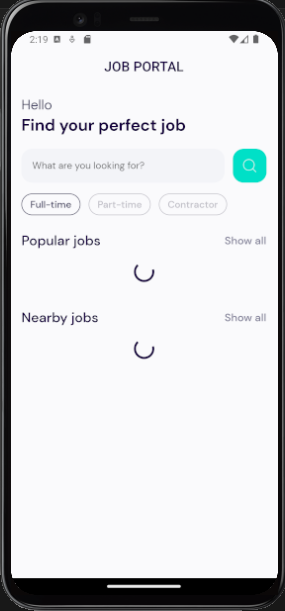 2:19
JOB PORTAL
Hello
Find your perfect job
What are you looking for?
Full-time Part-time Contractor
Popular jobs Show all
Nearby jobs Show all